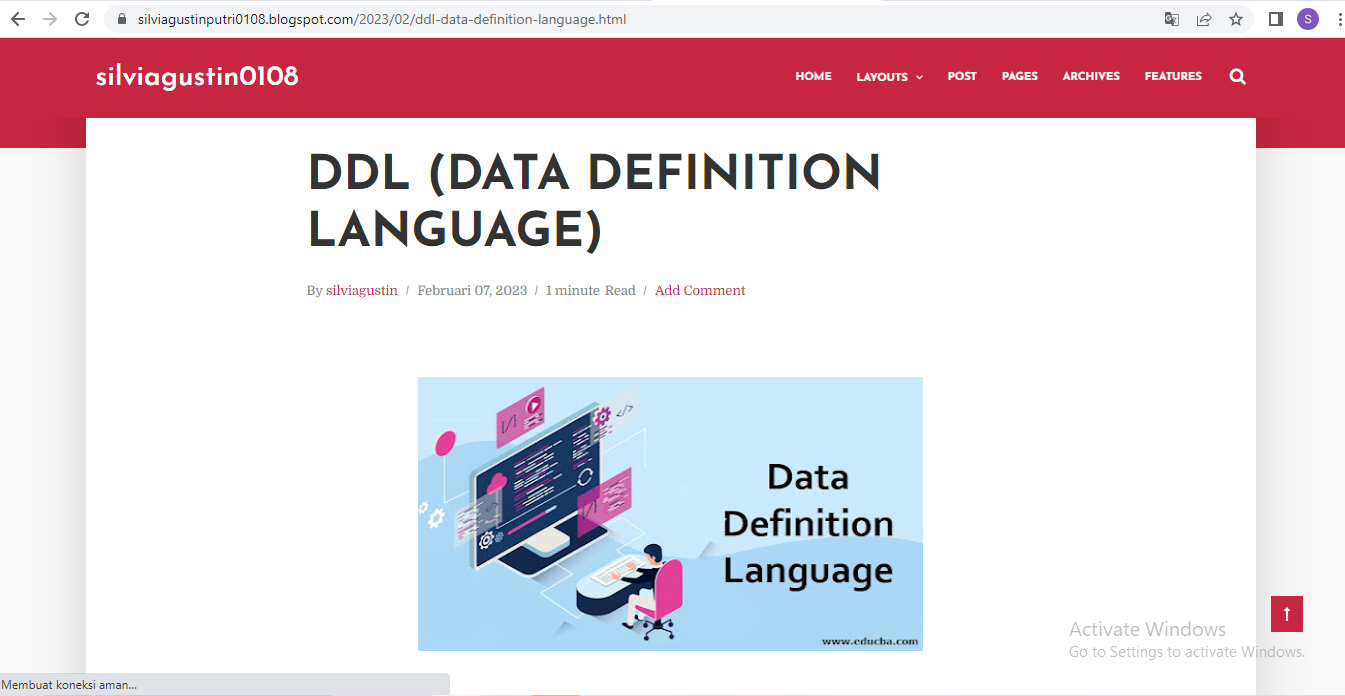 silviagustinputri0108.blogspot.com/2023/02/ddl-data-definition-language.html
S
silviagustin0108
HOME LAYOUTS POST PAGES ARCHIVES FEATURES
DDL (DATA DEFINITION
LANGUAGE)
By silviagustin / Februari 07, 2023 / 1 minute Read / Add Comment
Data
Definition
Language
www.educba.com
Activate Windows
Go to Settings to activate Windows.
Membuat koneksi aman...